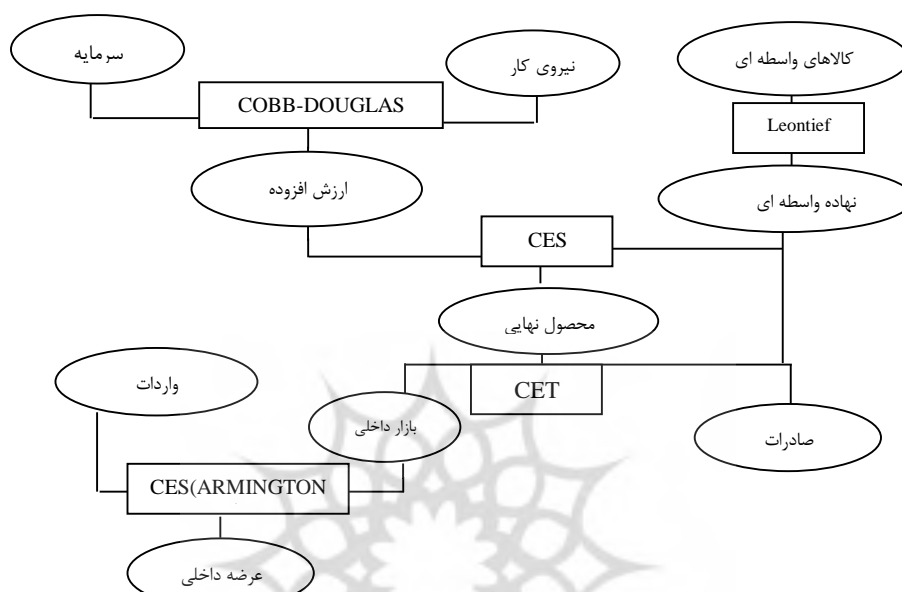 سرمایه
نیروی کار
کالاهای واسطه ای
COBB-DOUGLAS
Leontief
ارزش افزوده
نهاده واسطه ای
CES
محصول نهایی
واردات
CET
بازار داخلی
صادرات
CES(ARMINGTON
عرضه داخلی